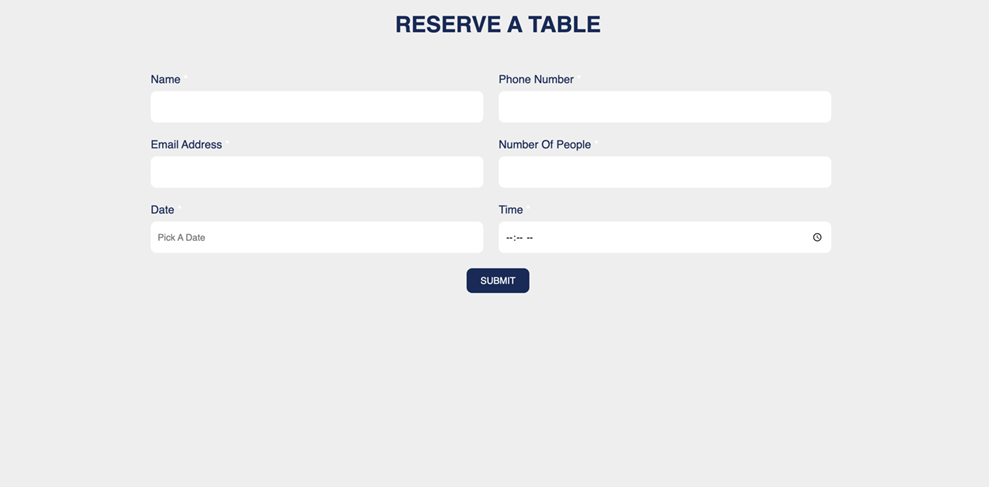 RESERVE A TABLE
Name *
Phone Number *
Email Address *
Number Of People *
Date *
Time *
Pick A Date
--:-- --
SUBMIT